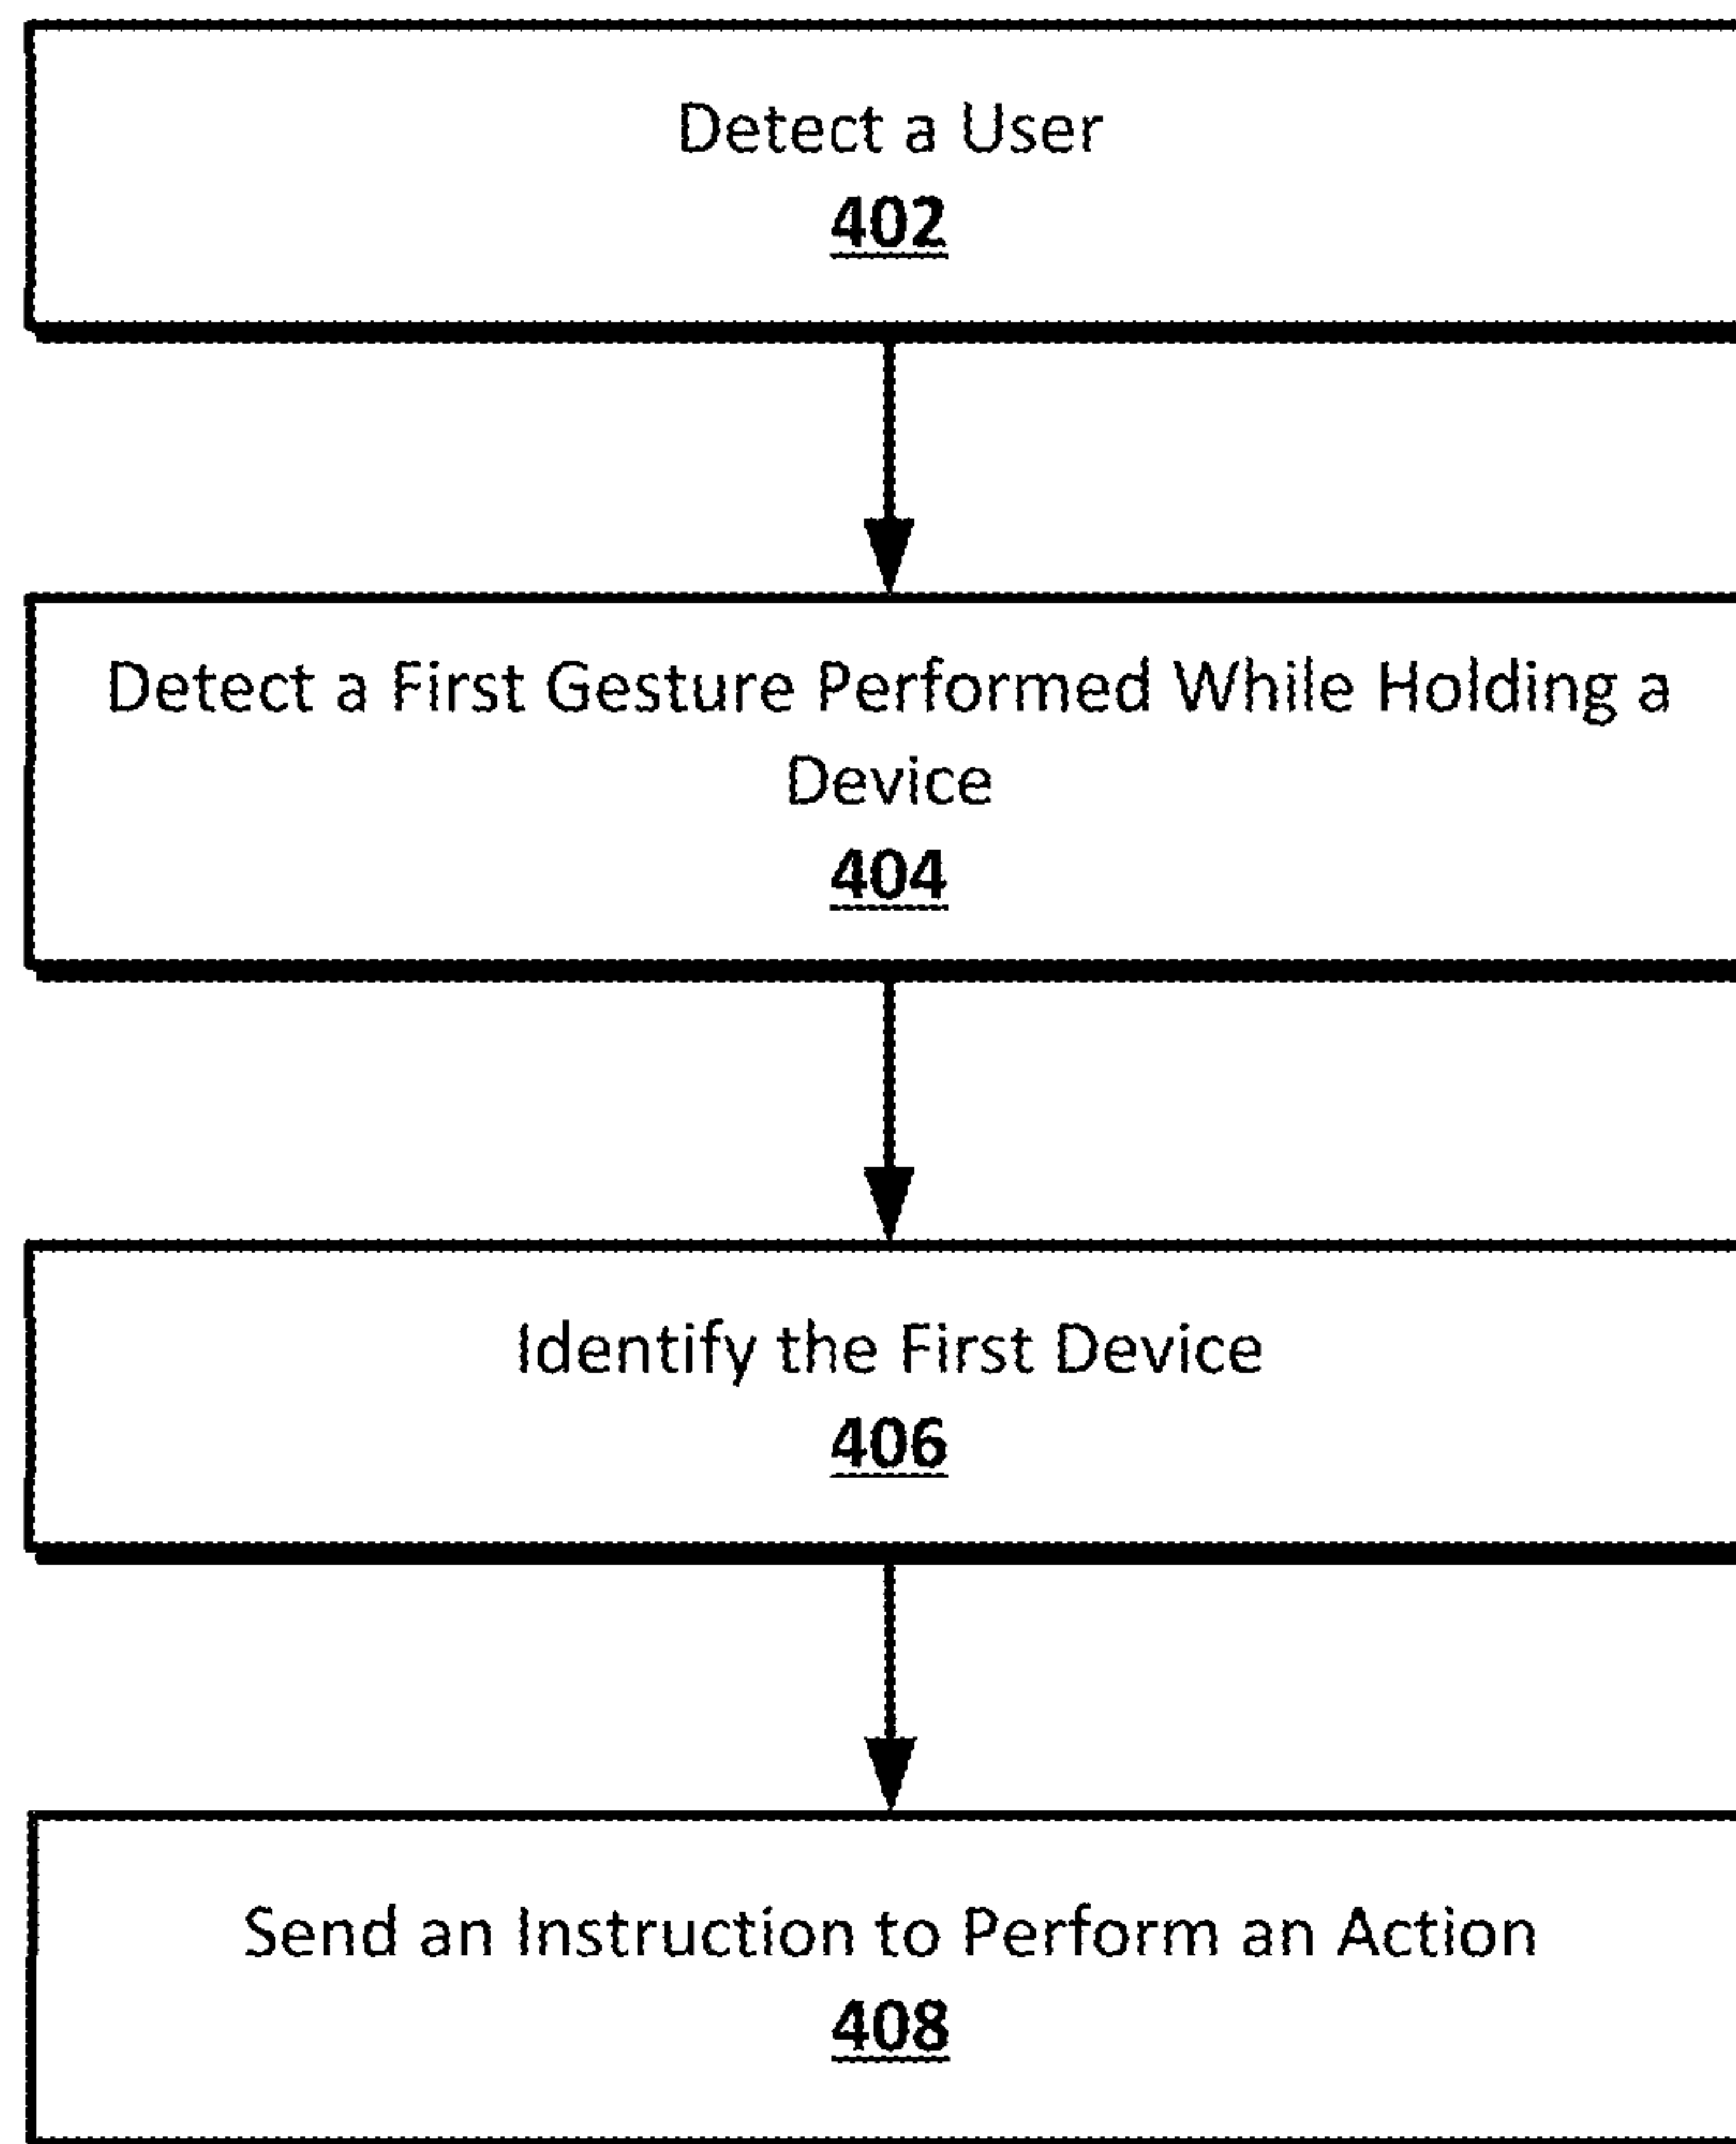 Detect a User
402
Detect a First Gesture Performed While Holding a
Device
404
Identify the First Device
406
Send an Instruction to Perform an Action
408